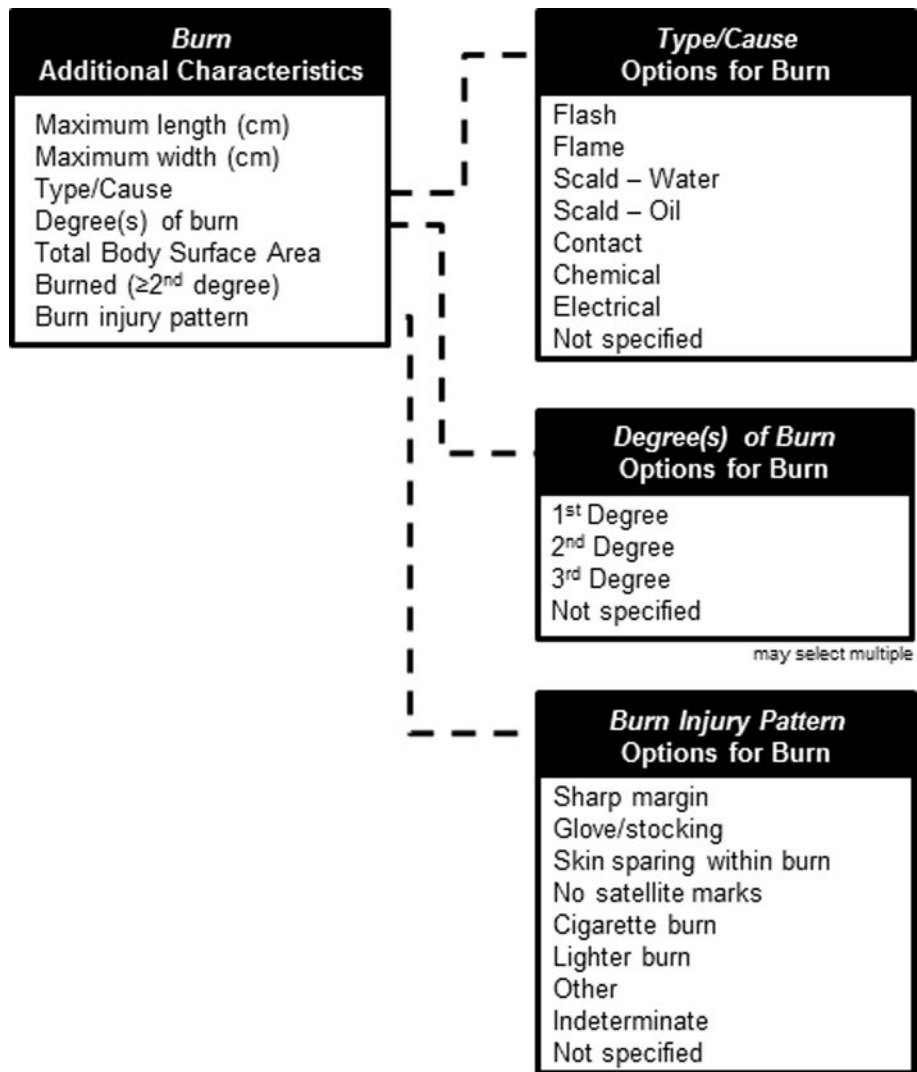 Burn
Additional Characteristics
Maximum length (cm)
Maximum width (cm)
Type/Cause
Degree(s) of burn
Total Body Surface Area
Burned (≥2nd degree)
Burn injury pattern
Type/Cause
Options for Burn
Flash
Flame
Scald – Water
Scald – Oil
Contact
Chemical
Electrical
Not specified
Degree(s) of Burn
Options for Burn
1st Degree
2nd Degree
3rd Degree
Not specified
may select multiple
Burn Injury Pattern
Options for Burn
Sharp margin
Glove/stocking
Skin sparing within burn
No satellite marks
Cigarette burn
Lighter burn
Other
Indeterminate
Not specified